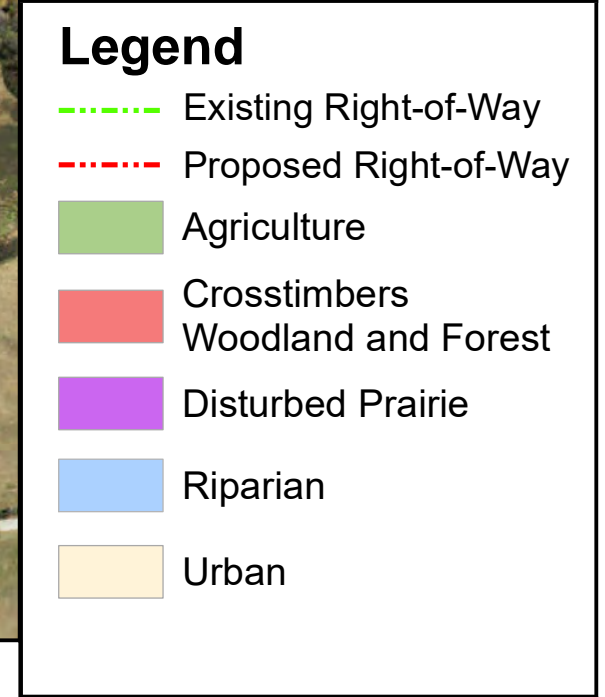 Legend
Existing Right-of-Way
Proposed Right-of-Way
Agriculture
Crosstimbers
Woodland and Forest
Disturbed Prairie
Riparian
Urban